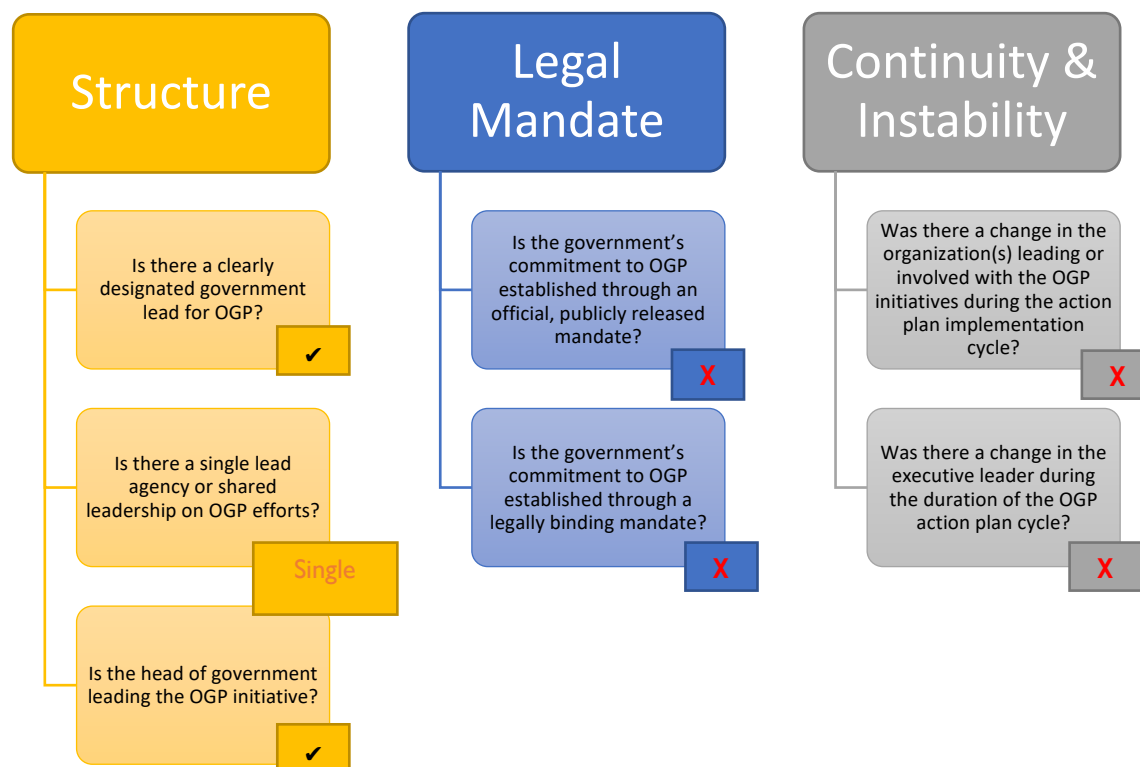 Structure
Is there a clearly
designated government
lead for OGP?
✔
Is there a single lead
agency or shared
leadership on OGP efforts?
Single
Is the head of government
leading the OGP initiative?
✔
Legal
Mandate
Is the government’s
commitment to OGP
established through an
official, publicly released
mandate?
X
Is the government’s
commitment to OGP
established through a
legally binding mandate?
X
Continuity &
Instability
Was there a change in the
organization(s) leading or
involved with the OGP
initiatives during the action
plan implementation
cycle?
X
Was there a change in the
executive leader during
the duration of the OGP
action plan cycle?
X